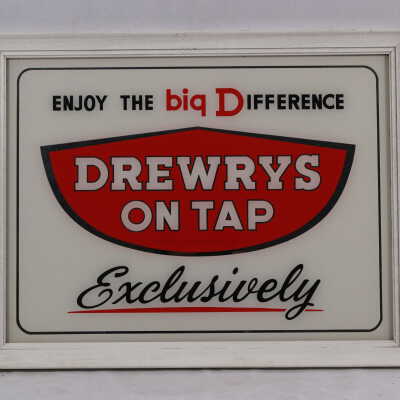 ENJOY THE big DIFFERENCE
DREWRYS
ON TAP
Exclusively